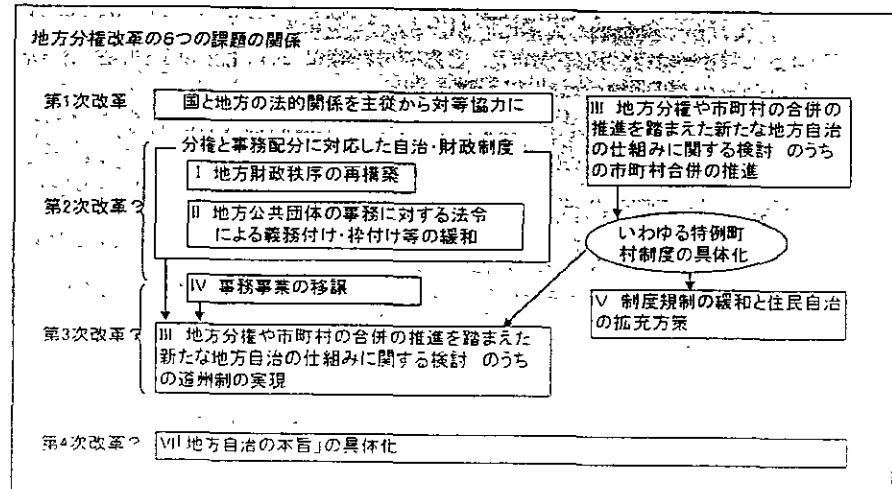 地方分権改革の6つの課題の関係
第1次改革
国と地方の法的関係を主従から対等協力に
Ⅲ 地方分権や市町村の合併の
推進を踏まえた新たな地方自治
の仕組みに関する検討 のうち
の市町村合併の推進
分権と事務配分に対応した自治・財政制度
Ⅰ 地方財政秩序の再構築
第2次改革?
Ⅱ 地方公共団体の事務に対する法令
による義務付け・枠付け等の緩和
いわゆる特例町
村制度の具体化
Ⅳ 事務事業の移譲
Ⅴ 制度規制の緩和と住民自治
の拡充方策
第3次改革?
Ⅲ 地方分権や市町村の合併の推進を踏まえた
新たな地方自治の仕組みに関する検討 のうち
の道州制の実現
第4次改革?
Ⅶ「地方自治の本旨」の具体化